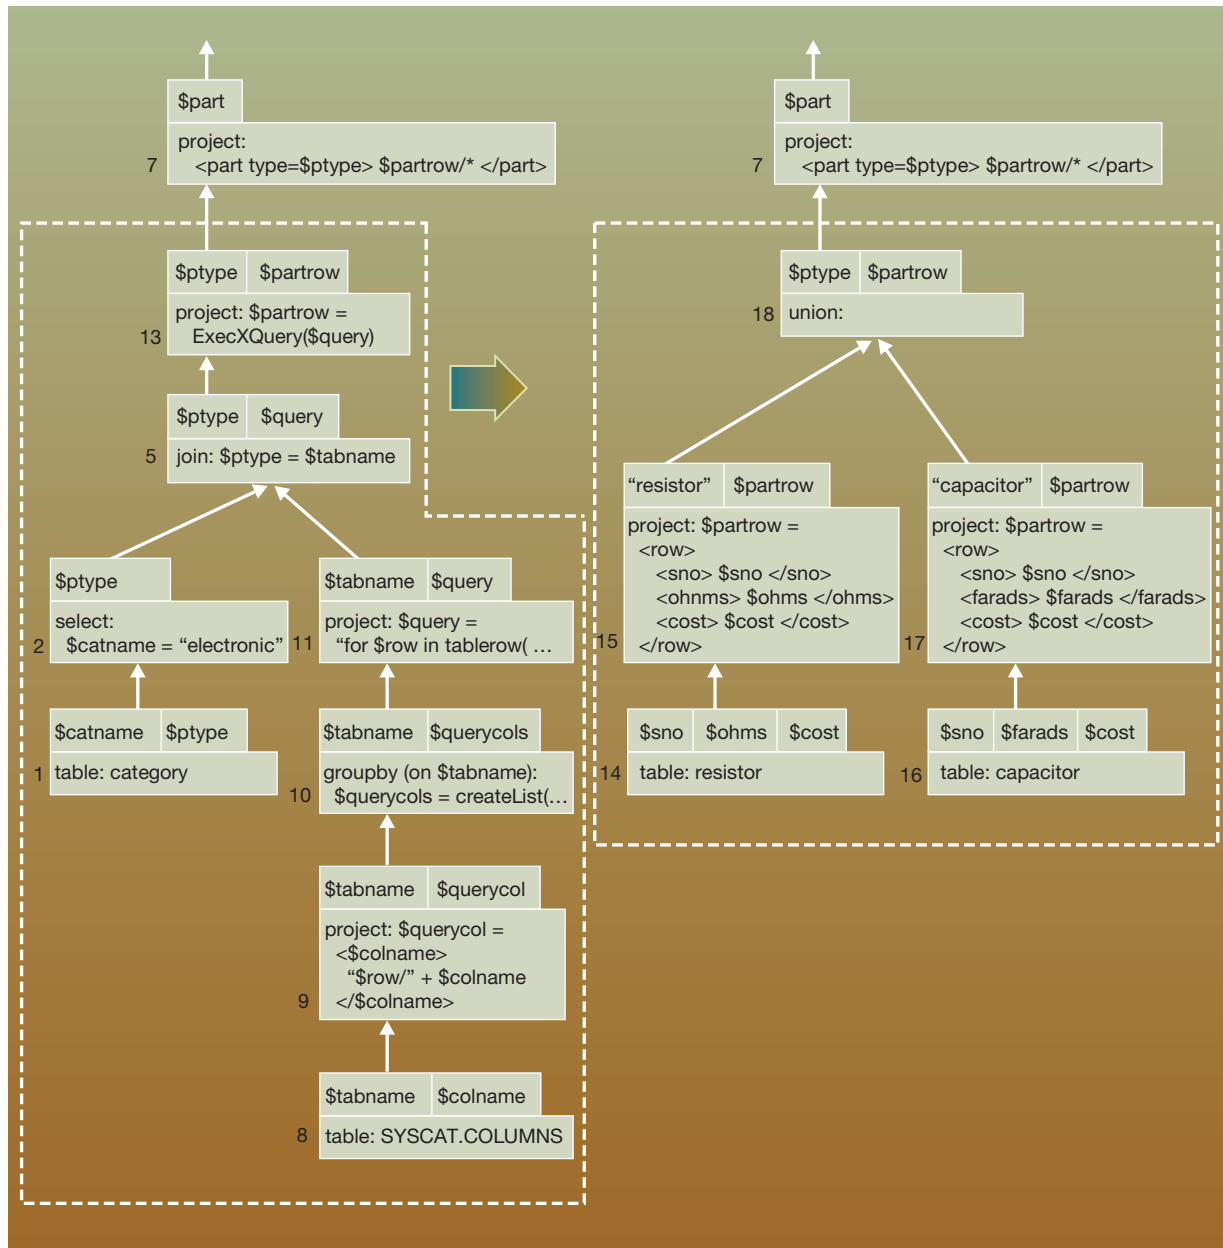 $part
project:
<part type=$ptype> $partrow/* </part>
7
$ptype $partrow
project: $partrow =
ExecXQuery($query)
13
$ptype $query
join: $ptype = $tabname
5
$ptype
select:
$catname = “electronic”
2
$catname $ptype
table: category
1
$tabname $query
project: $query =
“for $row in tablerow( …
11
$tabname $querycols
groupby (on $tabname):
$querycols = createList(…
10
$tabname $querycol
project: $querycol =
<$colname>
“$row/” + $colname
</$colname>
9
$tabname $colname
table: SYSCAT.COLUMNS
8
$part
project:
<part type=$ptype> $partrow/* </part>
7
$ptype $partrow
union:
18
“resistor” $partrow
project: $partrow =
<row>
<sno> $sno </sno>
<ohnms> $ohms </ohms>
<cost> $cost </cost>
</row>
15
$sno $ohms $cost
table: resistor
14
“capacitor” $partrow
project: $partrow =
<row>
<sno> $sno </sno>
<farads> $farads </farads>
<cost> $cost </cost>
</row>
17
$sno $farads $cost
table: capacitor
16